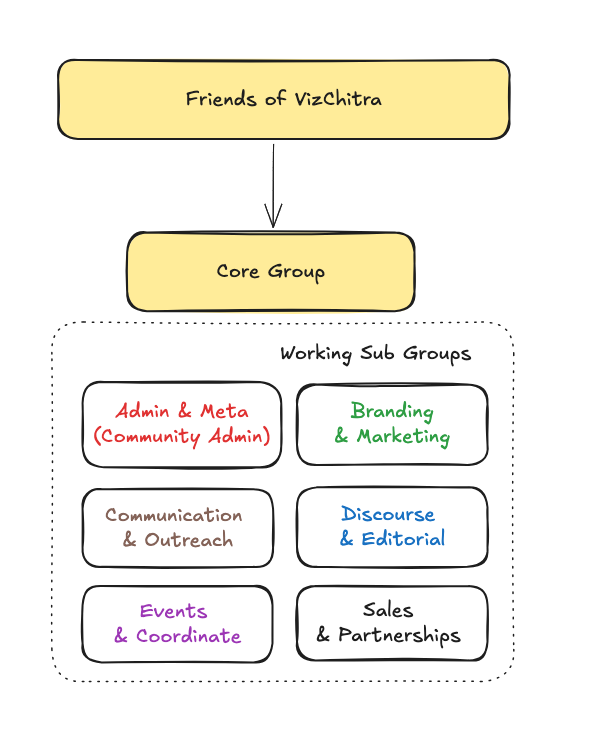 Friends of VizChitra
Core Group
Working Sub Groups
Admin & Meta
(Community Admin)
Branding
& Marketing
Communication
& Outreach
Discourse
& Editorial
Events
& Coordinate
Sales
& Partnerships